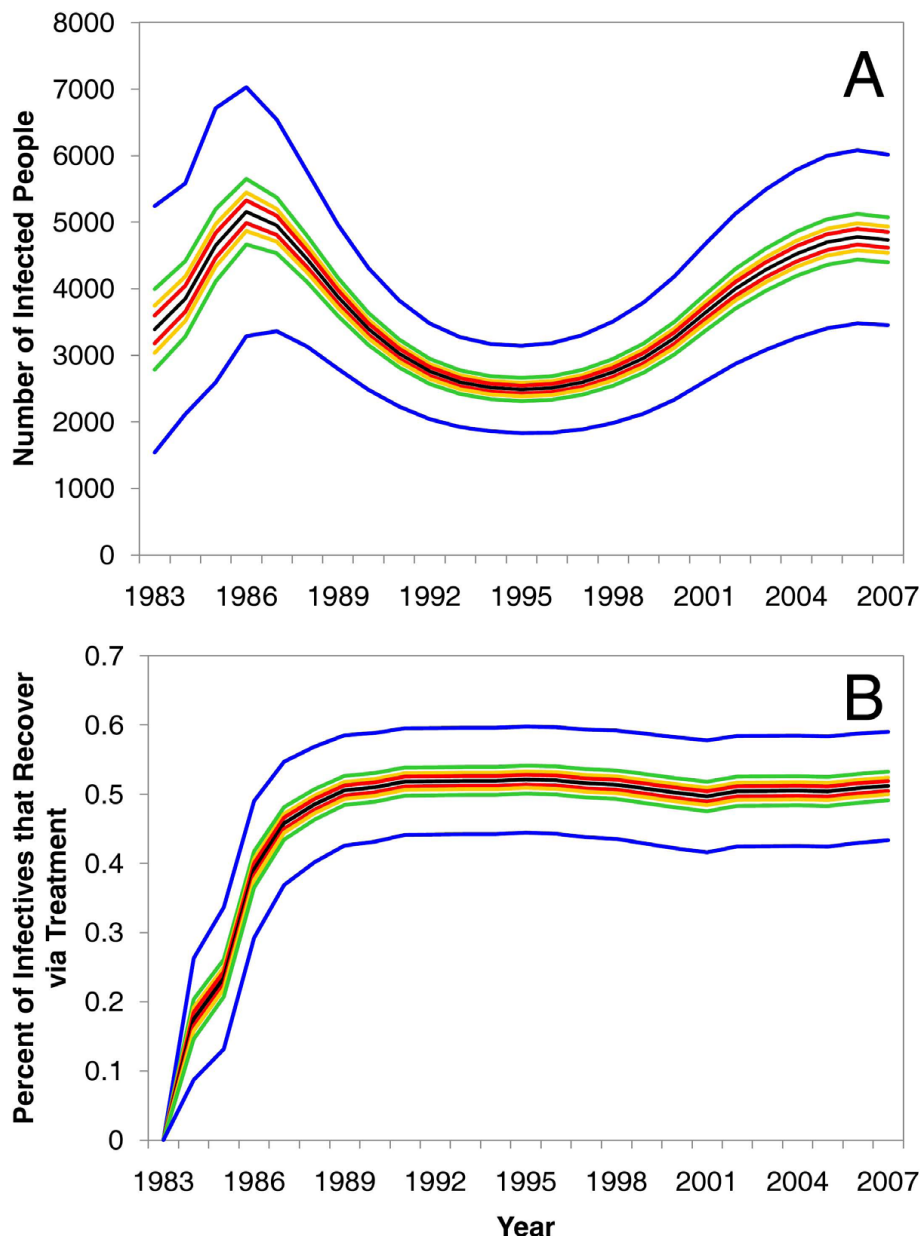 A
Number of Infected People
8000
7000
6000
5000
4000
3000
2000
1000
0
1983 1986 1989 1992 1995 1998 2001 2004 2007
B
Percent of Infectives that Recover
via Treatment
0.7
0.6
0.5
0.4
0.3
0.2
0.1
0
1983 1986 1989 1992 1995 1998 2001 2004 2007
Year